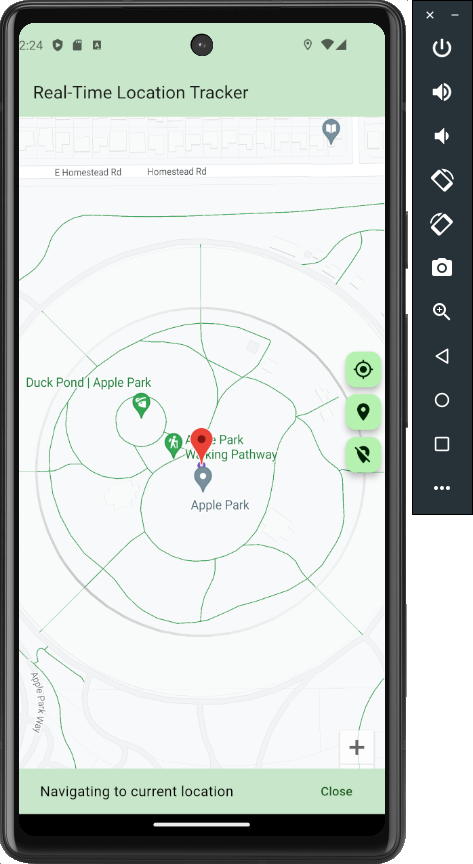 2:24
Real-Time Location Tracker
E Homestead Rd
Homestead Rd
Duck Pond | Apple Park
Apple Park
Walking Pathway
Apple Park
Apple Park Way
+
Navigating to current location
Close